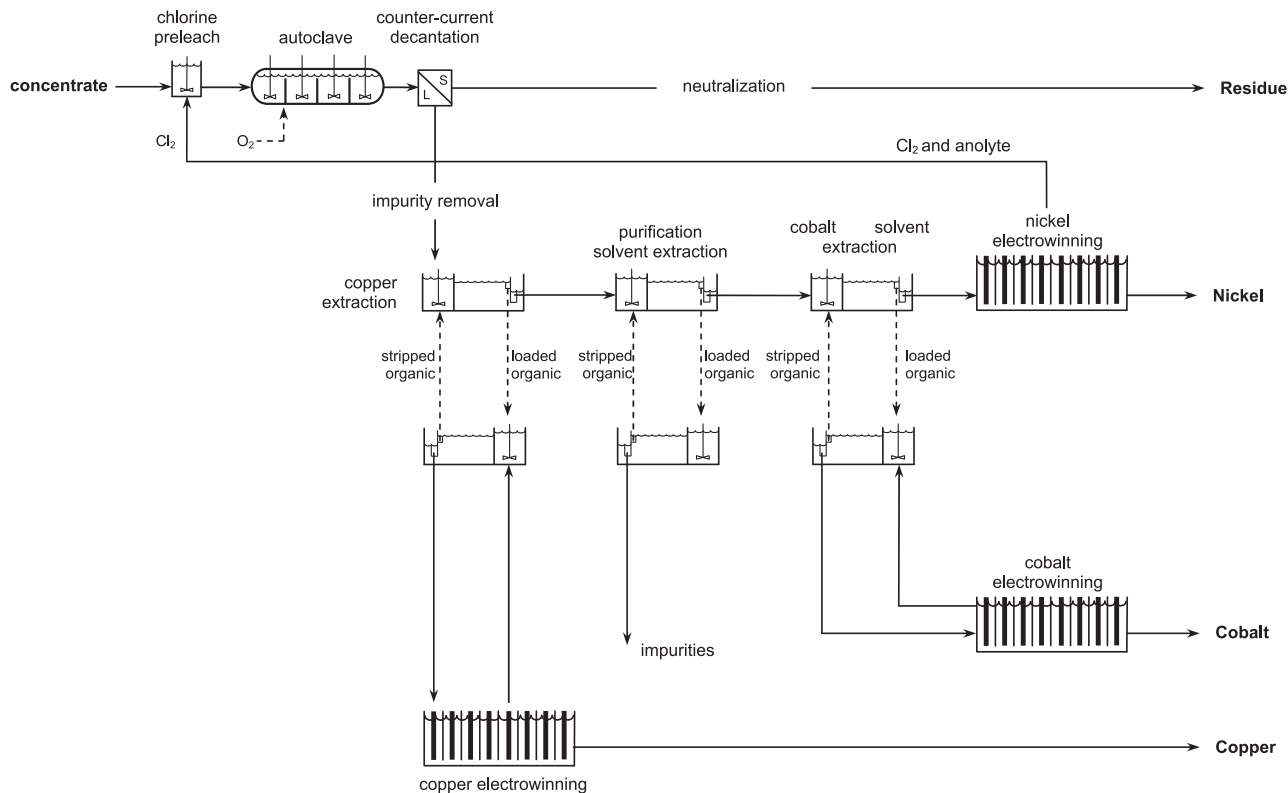 chlorine
preleach
autoclave
counter-current
decantation
concentrate
S
L
neutralization
Residue
Cl₂
O₂
Cl₂ and anolyte
impurity removal
copper
extraction
purification
solvent extraction
cobalt solvent
extraction
nickel
electrowinning
Nickel
stripped
organic
loaded
organic
stripped
organic
loaded
organic
stripped
organic
loaded
organic
impurities
cobalt
electrowinning
Cobalt
copper electrowinning
Copper